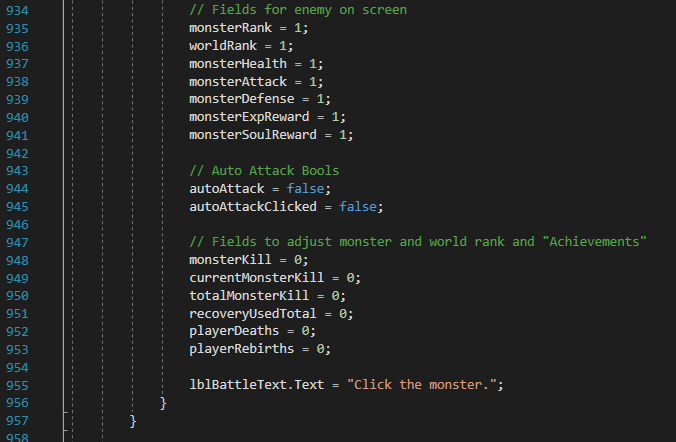 934 // Fields for enemy on screen
935 monsterRank = 1;
936 worldRank = 1;
937 monsterHealth = 1;
938 monsterAttack = 1;
939 monsterDefense = 1;
940 monsterExpReward = 1;
941 monsterSoulReward = 1;
942
943 // Auto Attack Bools
944 autoAttack = false;
945 autoAttackClicked = false;
946
947 // Fields to adjust monster and world rank and "Achievements"
948 monsterKill = 0;
949 currentMonsterKill = 0;
950 totalMonsterKill = 0;
951 recoveryUsedTotal = 0;
952 playerDeaths = 0;
953 playerRebirths = 0;
954
955 lblBattleText.Text = "Click the monster.";
956 }
957 }
958